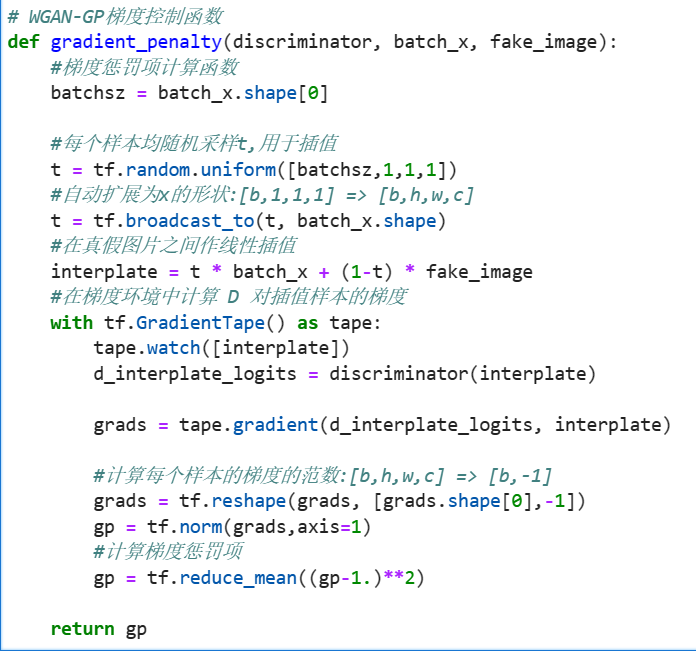 # WGAN-GP梯度控制函数
def gradient_penalty(discriminator, batch_x, fake_image):
    #梯度惩罚项计算函数
    batchsz = batch_x.shape[0]

    #每个样本均随机采样t,用于插值
    t = tf.random.uniform([batchsz,1,1,1])
    #自动扩展为x的形状:[b,1,1,1] => [b,h,w,c]
    t = tf.broadcast_to(t, batch_x.shape)
    #在真假图片之间作线性插值
    interplate = t * batch_x + (1-t) * fake_image
    #在梯度环境中计算 D 对插值样本的梯度
    with tf.GradientTape() as tape:
        tape.watch([interplate])
        d_interplate_logits = discriminator(interplate)

        grads = tape.gradient(d_interplate_logits, interplate)

        #计算每个样本的梯度的范数:[b,h,w,c] => [b,-1]
        grads = tf.reshape(grads, [grads.shape[0],-1])
        gp = tf.norm(grads,axis=1)
        #计算梯度惩罚项
        gp = tf.reduce_mean((gp-1.)**2)

    return gp